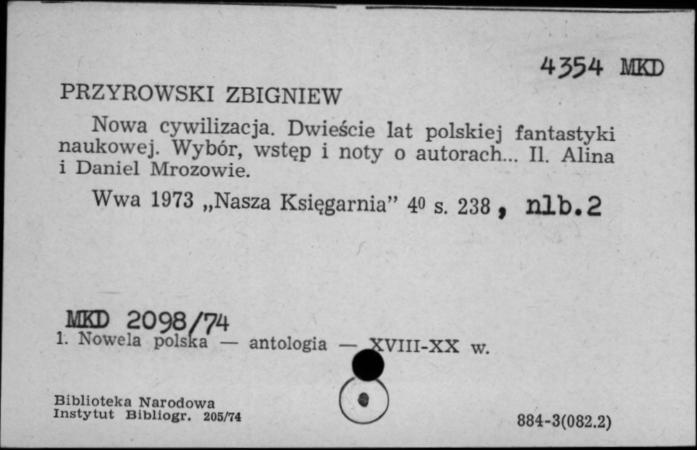 4354 MKD
PRZYROWSKI ZBIGNIEW
Nowa cywilizacja. Dwieście lat polskiej fantastyki
naukowej. Wybór, wstęp i noty o autorach... Il. Alina
i Daniel Mrozowie.
Wwa 1973 „Nasza Księgarnia” 4⁰ s. 238, nlb.2
MKD 2098/74
1. Nowela polska — antologia — XVIII-XX w.
Biblioteka Narodowa
Instytut Bibliogr. 205/74
884-3(082.2)